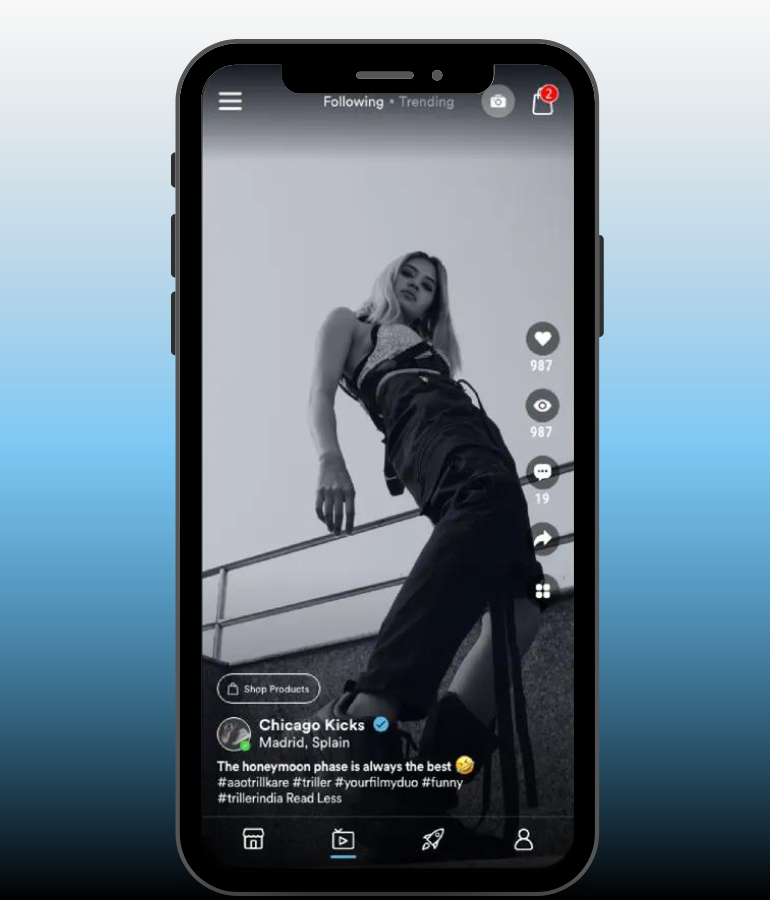 Following • Trending
2
987
987
19
Shop Products
Chicago Kicks
Madrid, Splain
The honeymoon phase is always the best 🤣
#aaotrillkare #triller #yourfilmyduo #funny
#trillerindia Read Less